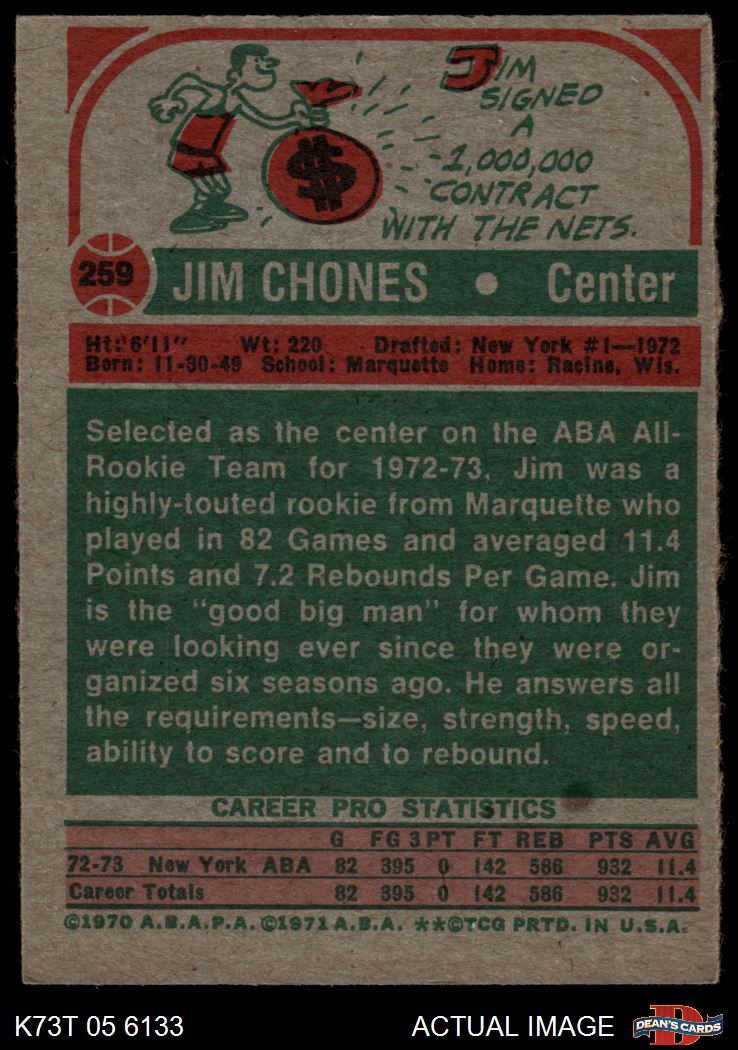 JIM
SIGNED
A
1,000,000
CONTRACT
WITH THE NETS.
$
259 JIM CHONES • Center
Ht: 6'11" Wt: 220 Drafted: New York #1—1972
Born: 11-30-49 School: Marquette Home: Racine, Wis.
Selected as the center on the ABA All-
Rookie Team for 1972-73, Jim was a
highly-touted rookie from Marquette who
played in 82 Games and averaged 11.4
Points and 7.2 Rebounds Per Game. Jim
is the "good big man" for whom they
were looking ever since they were or-
ganized six seasons ago. He answers all
the requirements—size, strength, speed,
ability to score and to rebound.
CAREER PRO STATISTICS
G FG 3PT FT REB PTS AVG
72-73 New York ABA 82 395 0 142 586 932 11.4
Career Totals 82 395 0 142 586 932 11.4
©1970 A.B.A.P.A. ©1971 A.B.A. **©TCG PRTD. IN U.S.A.
K73T 05 6133 ACTUAL IMAGE D DEAN'S CARDS